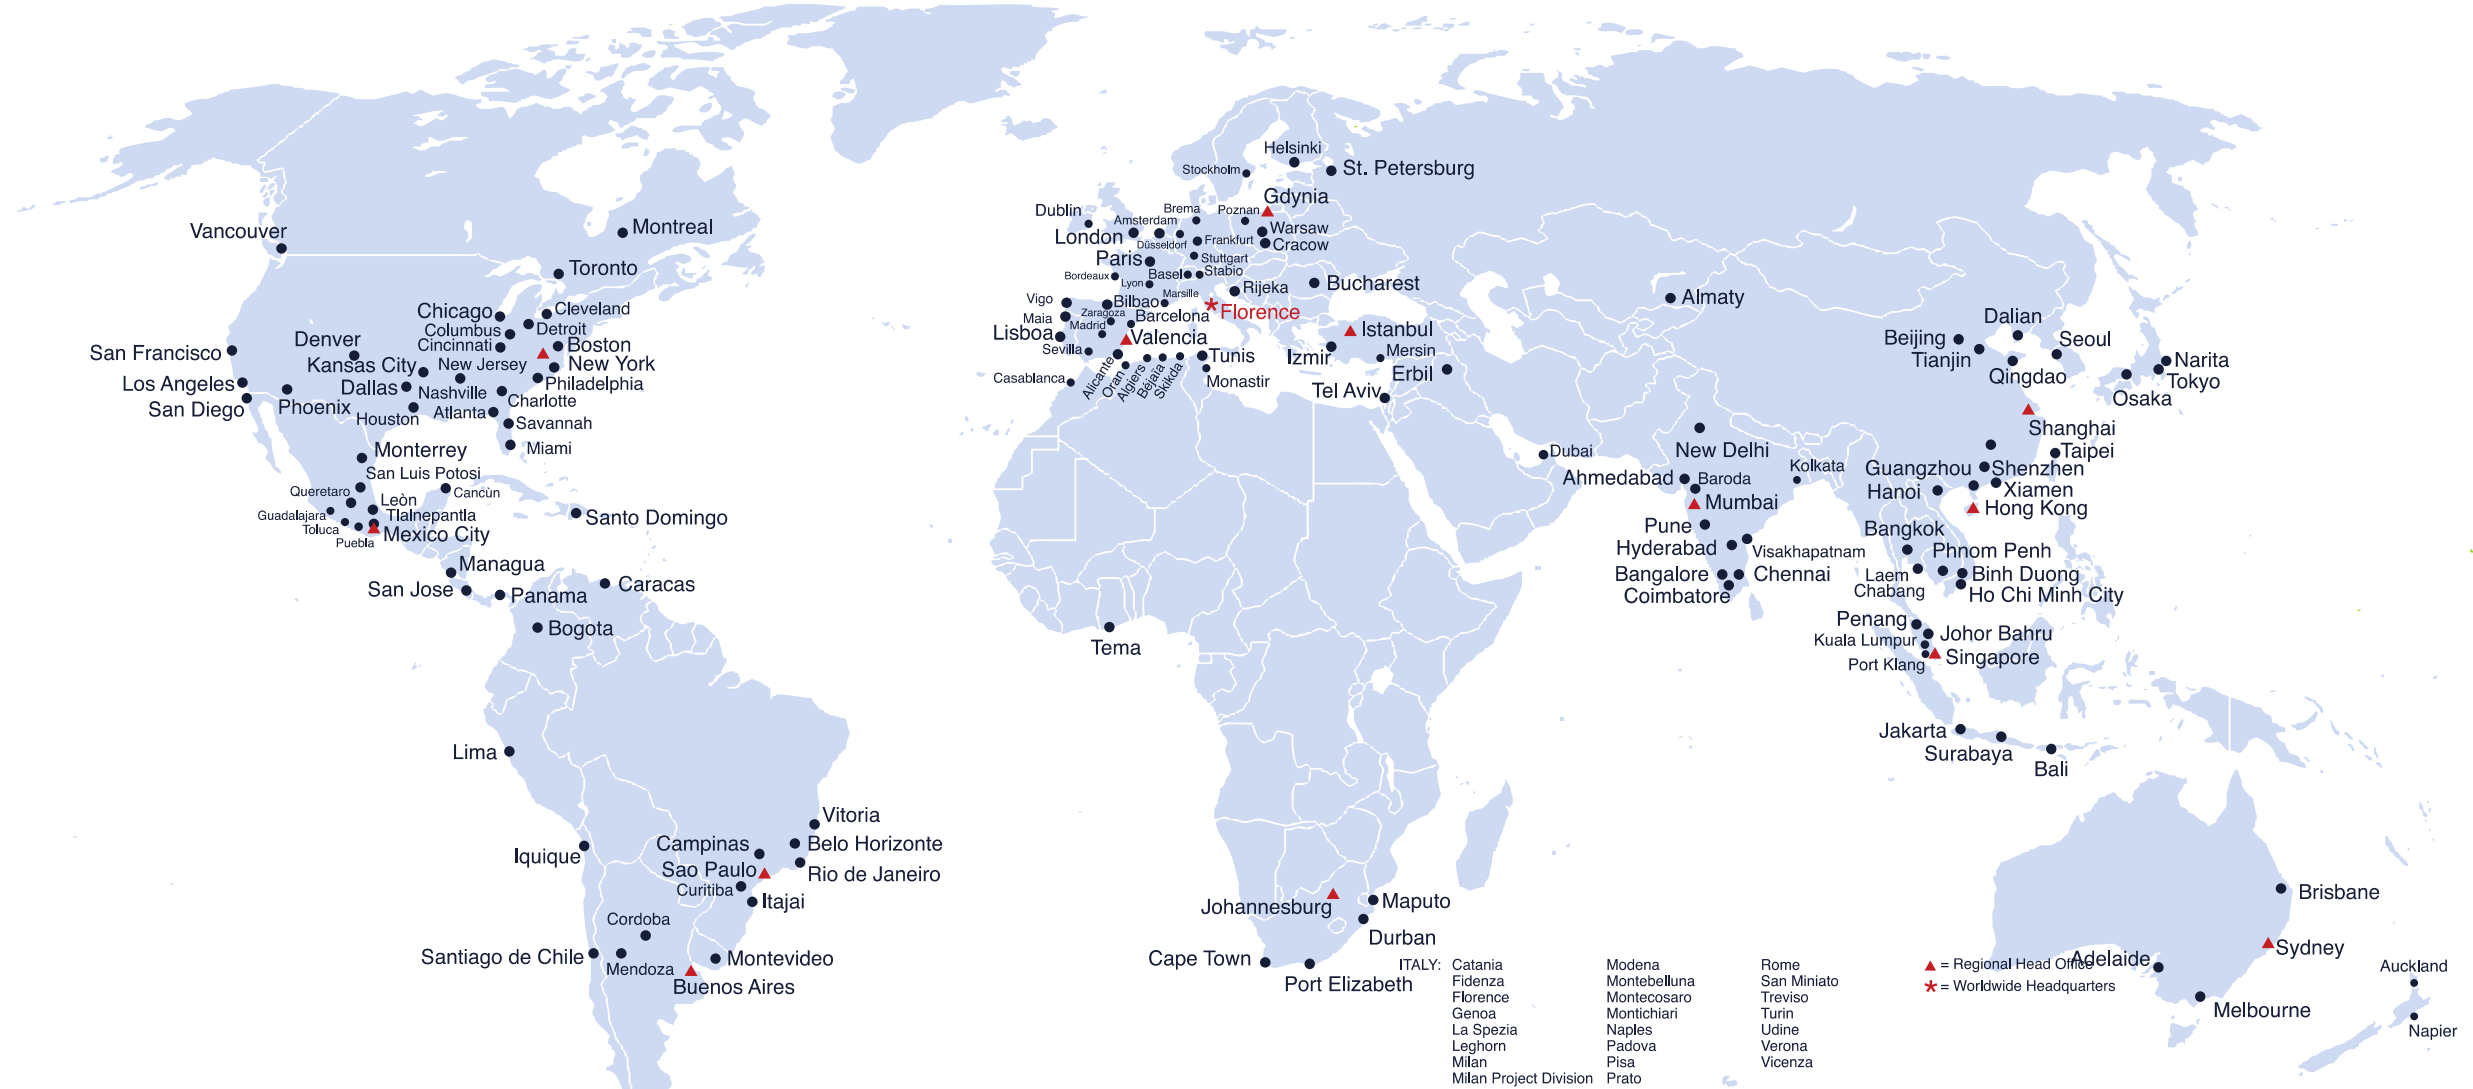 Helsinki
Stockholm
St. Petersburg
Gdynia
Dublin
Brema
Poznan
Amsterdam
Vancouver
Montreal
London
Düsseldorf
Frankfurt
Warsaw
Cracow
Paris
Stuttgart
Toronto
Bordeaux
Lyon
Basel
Stabio
Bucharest
Rijeka
Almaty
Marsille
Vigo
Bilbao
Chicago
Cleveland
Zaragoza
Florence
Maia
Barcelona
Dalian
Columbus
Detroit
Madrid
Istanbul
Lisboa
Valencia
Beijing
Seoul
Denver
Cincinnati
Boston
San Francisco
Sevilla
Tunis
Izmir
Mersin
Tianjin
Narita
Kansas City
New Jersey
New York
Casablanca
Alicante
Oran
Algiers
Béjaïa
Skikda
Monastir
Erbil
Qingdao
Tokyo
Los Angeles
Dallas
Nashville
Philadelphia
Tel Aviv
Osaka
San Diego
Phoenix
Houston
Atlanta
Charlotte
Savannah
Shanghai
Monterrey
Miami
Dubai
New Delhi
Taipei
San Luis Potosi
Ahmedabad
Baroda
Kolkata
Guangzhou
Shenzhen
Queretaro
Leòn
Cancùn
Hanoi
Xiamen
Guadalajara
Tlalnepantla
Santo Domingo
Mumbai
Hong Kong
Toluca
Puebla
Mexico City
Pune
Bangkok
Hyderabad
Visakhapatnam
Phnom Penh
Managua
Bangalore
Chennai
Laem
Chabang
Binh Duong
San Jose
Panama
Caracas
Coimbatore
Ho Chi Minh City
Bogota
Tema
Penang
Johor Bahru
Kuala Lumpur
Port Klang
Singapore
Jakarta
Lima
Surabaya
Bali
Vitoria
Campinas
Belo Horizonte
Iquique
Sao Paulo
Rio de Janeiro
Curitiba
Itajai
Johannesburg
Maputo
Brisbane
Cordoba
Durban
Santiago de Chile
Mendoza
Montevideo
Cape Town
Sydney
Adelaide
Buenos Aires
Port Elizabeth
Auckland
Melbourne
Napier
ITALY: Catania
Fidenza
Florence
Genoa
La Spezia
Leghorn
Milan
Milan Project Division
Modena
Montebelluna
Montecosaro
Montichiari
Naples
Padova
Pisa
Prato
Rome
San Miniato
Treviso
Turin
Udine
Verona
Vicenza
= Regional Head Office
= Worldwide Headquarters